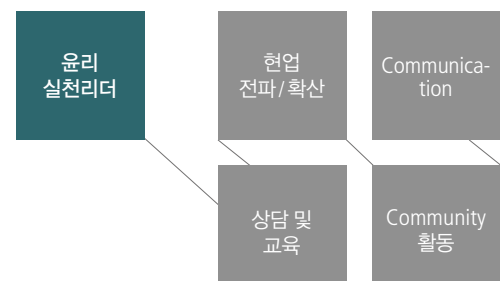 윤리
실천리더
현업
전파/확산
Communica-
tion
상담 및
교육
Community
활동